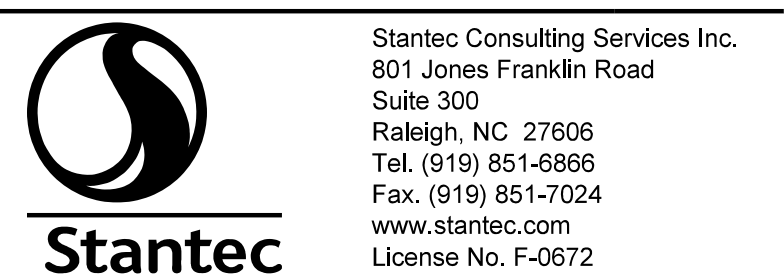 Stantec Consulting Services Inc.
801 Jones Franklin Road
Suite 300
Raleigh, NC  27606
Tel. (919) 851-6866
Fax. (919) 851-7024
www.stantec.com
License No. F-0672
Stantec